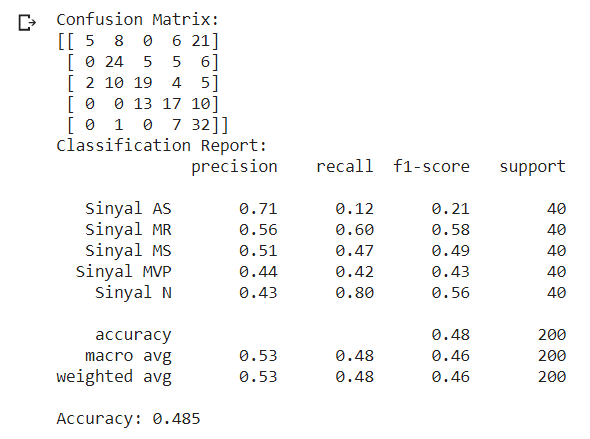 Confusion Matrix:
[[ 5  8  0  6 21]
 [ 0 24  5  5  6]
 [ 2 10 19  4  5]
 [ 0  0 13 17 10]
 [ 0  1  0  7 32]]
Classification Report:
              precision    recall  f1-score   support

   Sinyal AS       0.71      0.12      0.21        40
   Sinyal MR       0.56      0.60      0.58        40
   Sinyal MS       0.51      0.47      0.49        40
  Sinyal MVP       0.44      0.42      0.43        40
    Sinyal N       0.43      0.80      0.56        40

    accuracy                           0.48       200
   macro avg       0.53      0.48      0.46       200
weighted avg       0.53      0.48      0.46       200

Accuracy: 0.485